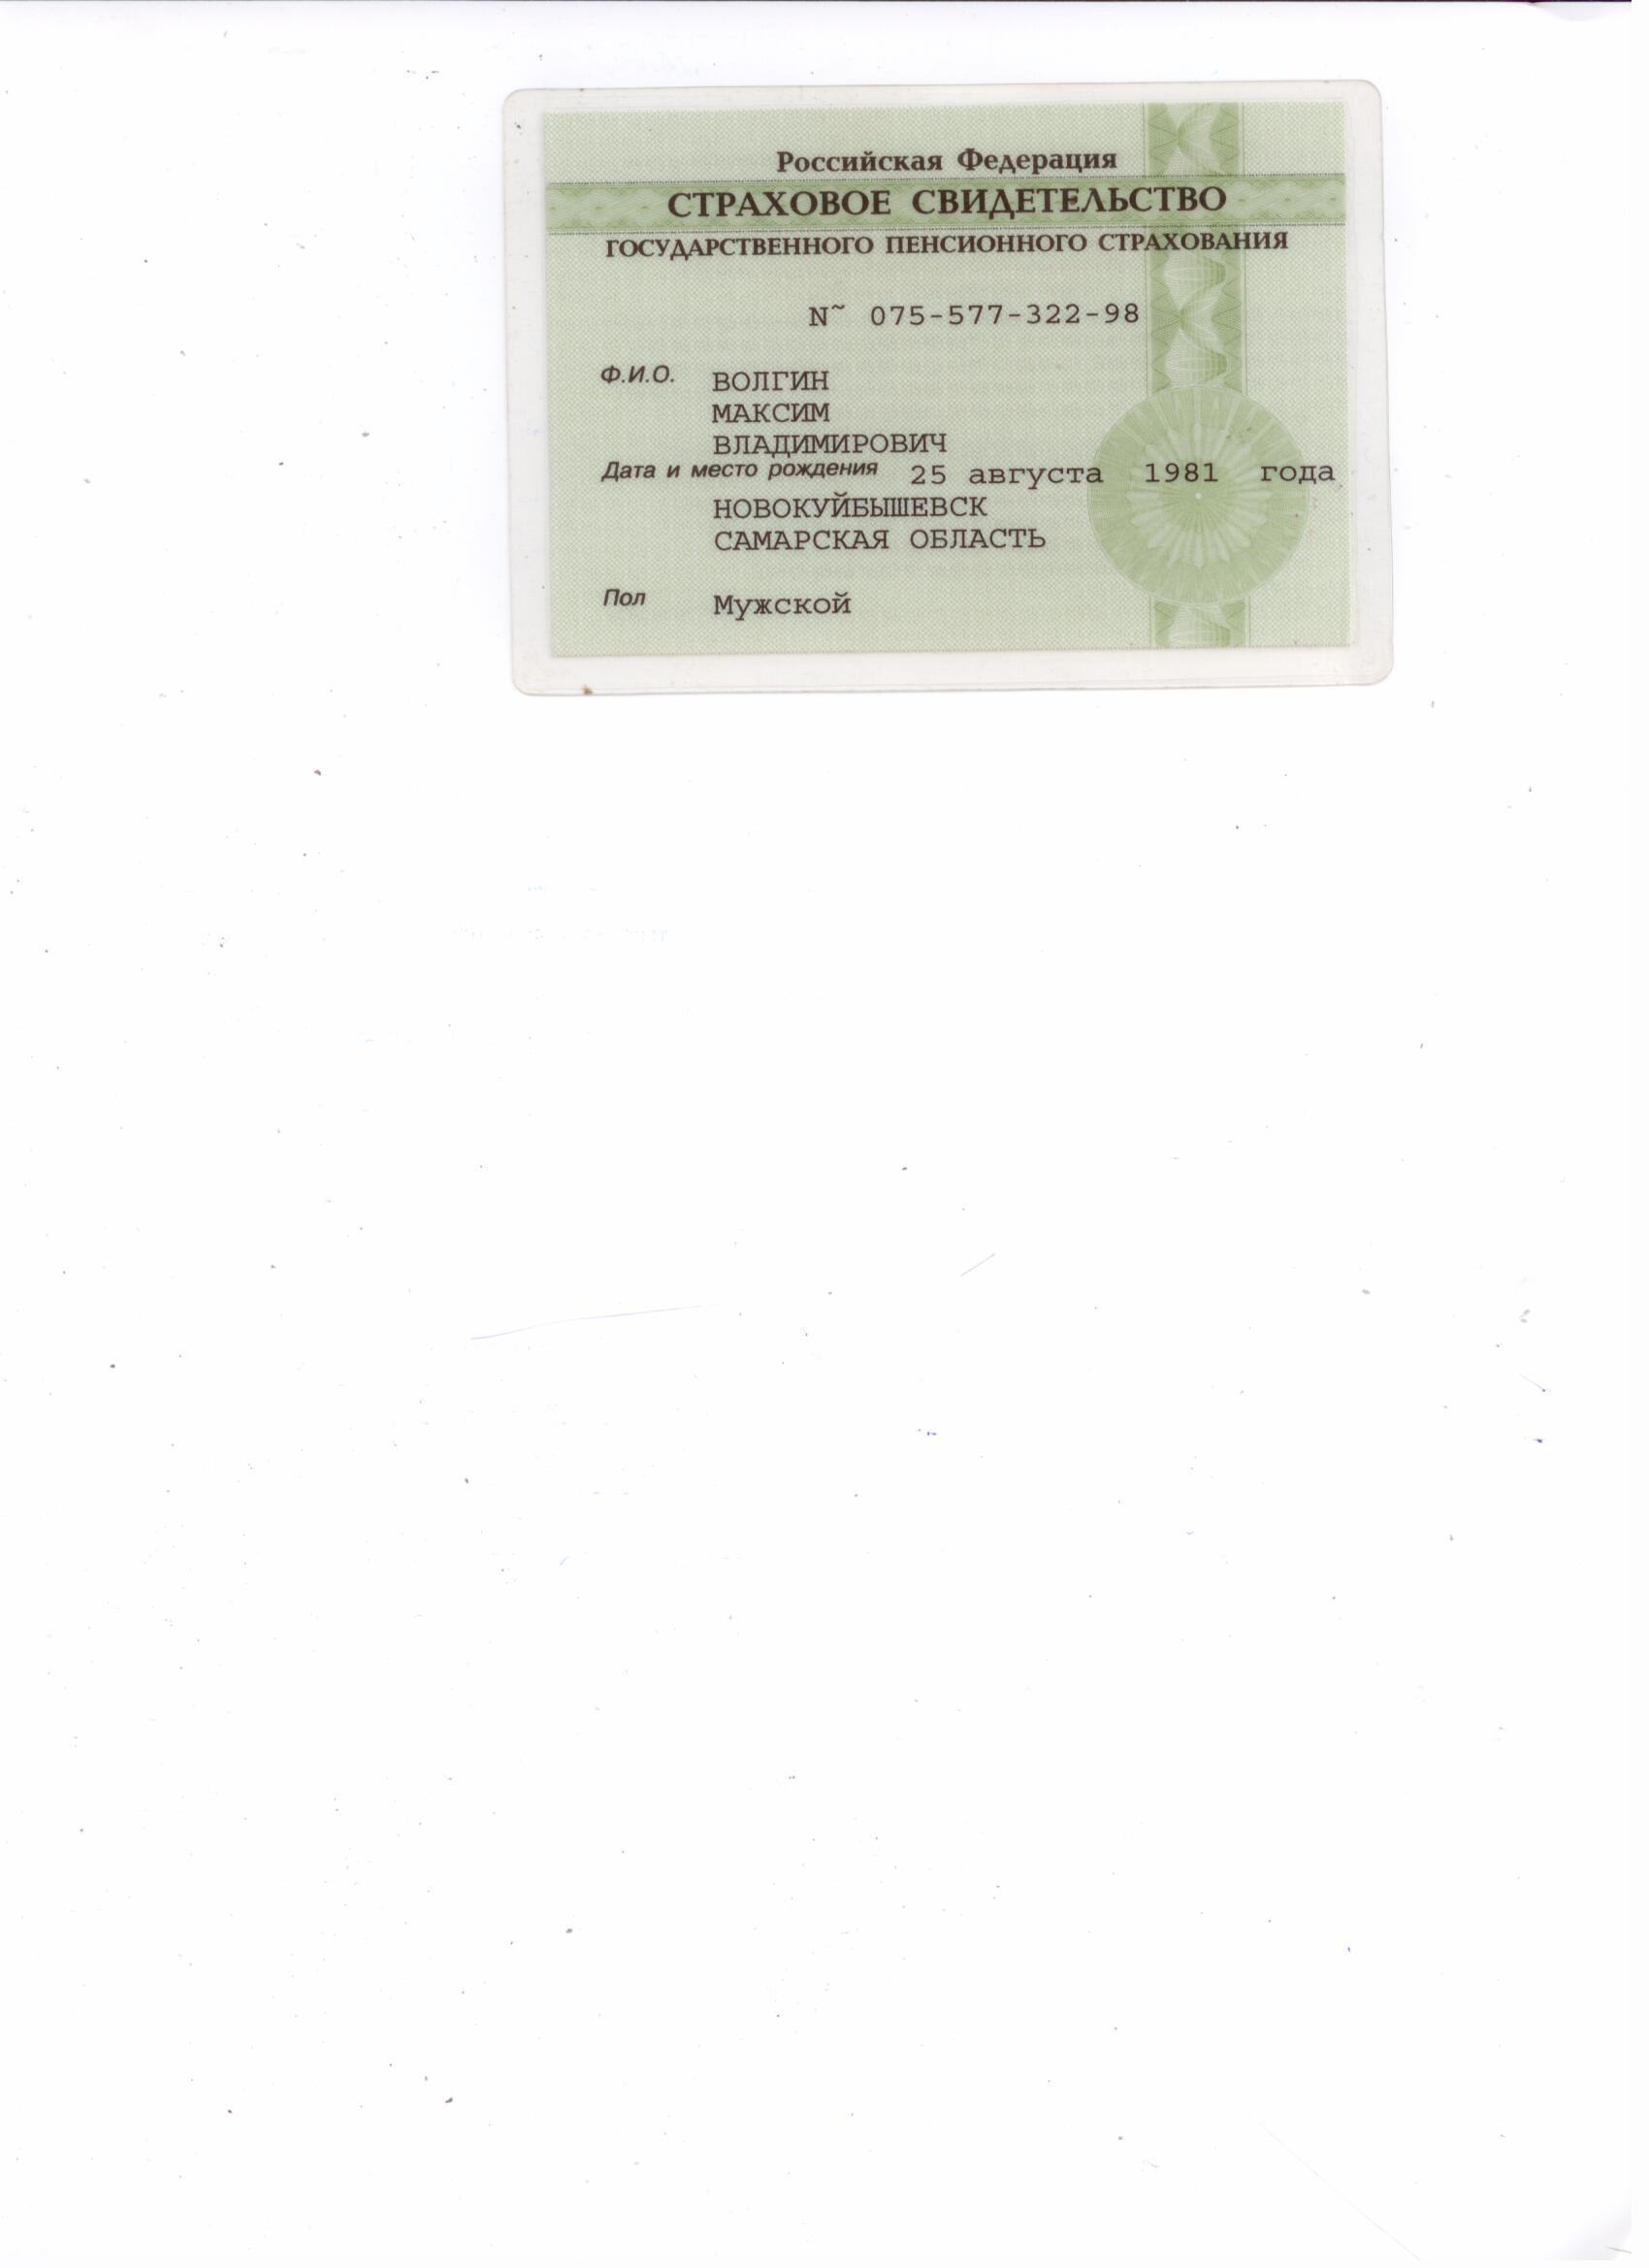 Российская Федерация
СТРАХОВОЕ СВИДЕТЕЛЬСТВО
ГОСУДАРСТВЕННОГО ПЕНСИОННОГО СТРАХОВАНИЯ
N~ 075-577-322-98
Ф.И.О. ВОЛГИН
МАКСИМ
ВЛАДИМИРОВИЧ
Дата и место рождения 25 августа 1981 года
НОВОКУЙБЫШЕВСК
САМАРСКАЯ ОБЛАСТЬ
Пол Мужской